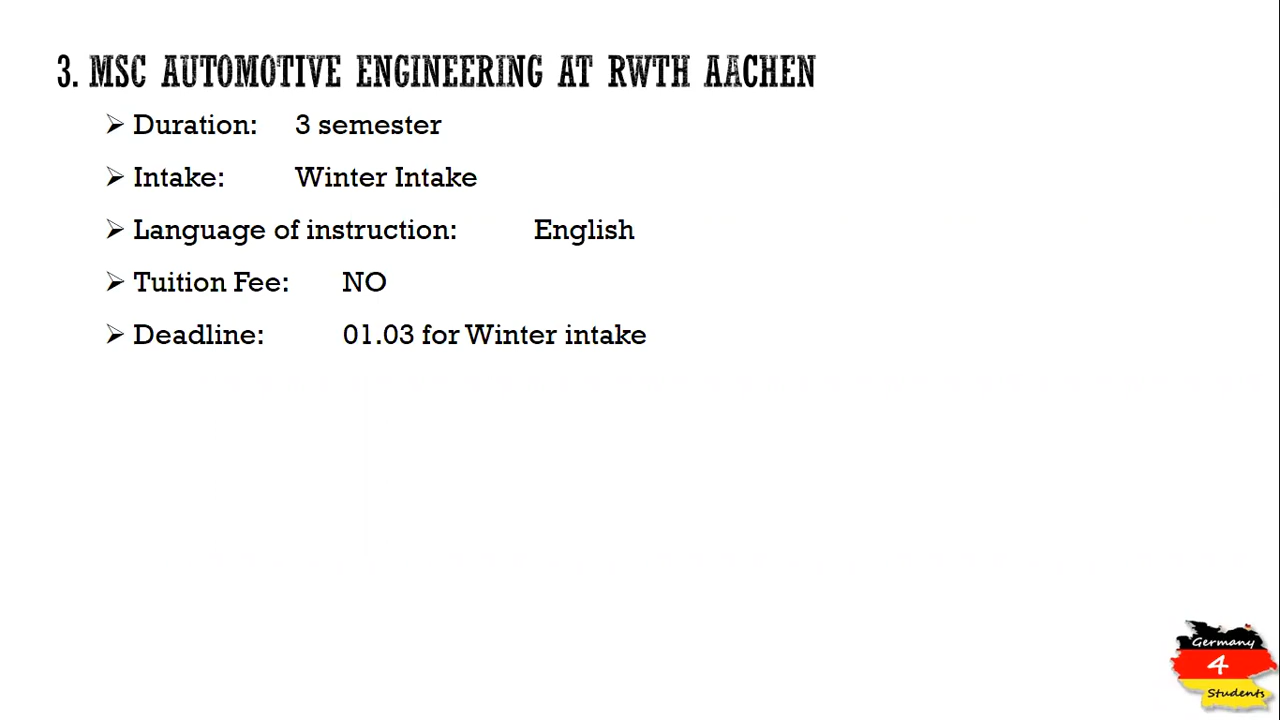 3. MSC AUTOMOTIVE ENGINEERING AT RWTH AACHEN
➢ Duration: 3 semester
➢ Intake: Winter Intake
➢ Language of instruction: English
➢ Tuition Fee: NO
➢ Deadline: 01.03 for Winter intake
Germany
4
Students